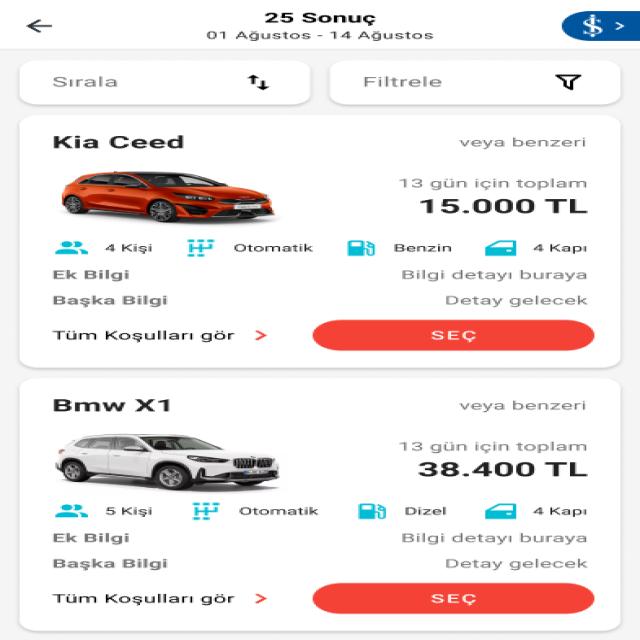 25 Sonuç
01 Ağustos - 14 Ağustos
Sırala
Filtrele
Kia Ceed
veya benzeri
13 gün için toplam
15.000 TL
4 Kişi
Otomatik
Benzin
4 Kapı
Ek Bilgi
Bilgi detayı buraya
Başka Bilgi
Detay gelecek
Tüm Koşulları gör
SEÇ
Bmw X1
veya benzeri
13 gün için toplam
38.400 TL
5 Kişi
Otomatik
Dizel
4 Kapı
Ek Bilgi
Bilgi detayı buraya
Başka Bilgi
Detay gelecek
Tüm Koşulları gör
SEÇ